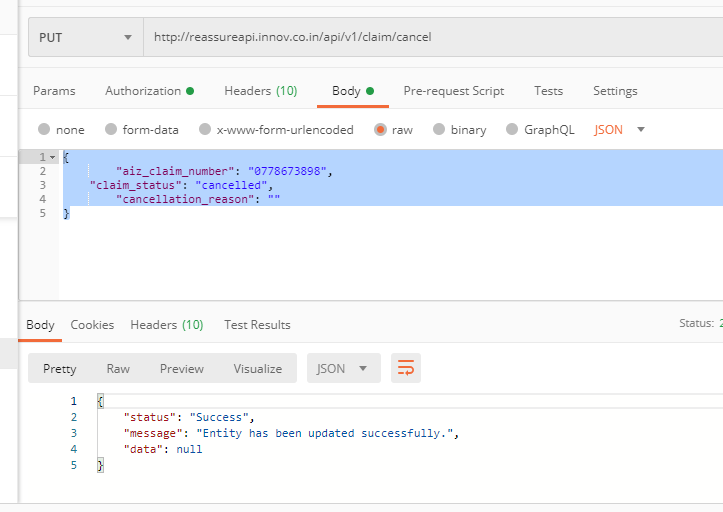 PUT http://reassureapi.innov.co.in/api/v1/claim/cancel
Params Authorization Headers (10) Body Pre-request Script Tests Settings
none form-data x-www-form-urlencoded raw binary GraphQL JSON
1 {
2 "aiz_claim_number": "0778673898",
3 "claim_status": "cancelled",
4 "cancellation_reason": ""
5 }
Body Cookies Headers (10) Test Results Status: 2
Pretty Raw Preview Visualize JSON
1 {
2 "status": "Success",
3 "message": "Entity has been updated successfully.",
4 "data": null
5 }